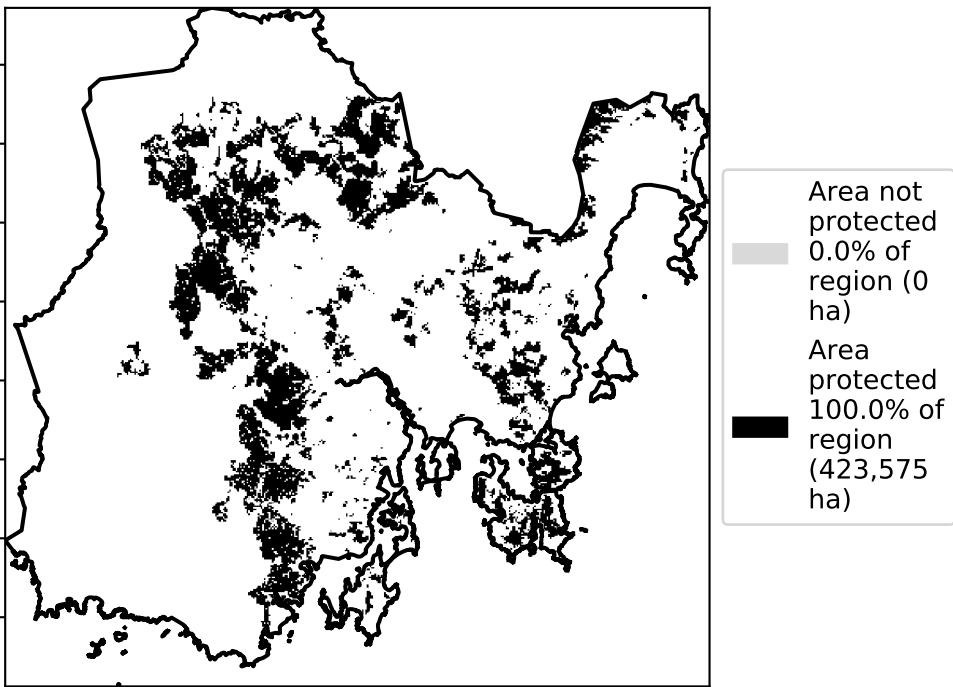 Area not
protected
0.0% of
region (0
ha)
Area
protected
100.0% of
region
(423,575
ha)